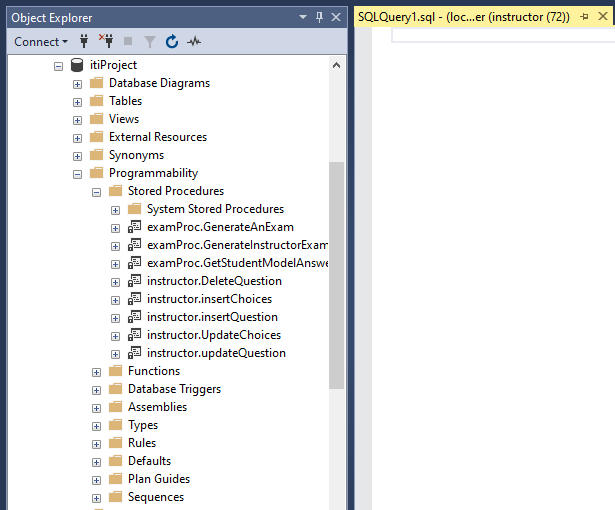 Object Explorer
SQLQuery1.sql - (loc...er (instructor (72))
Connect
itiProject
Database Diagrams
Tables
Views
External Resources
Synonyms
Programmability
Stored Procedures
System Stored Procedures
examProc.GenerateAnExam
examProc.GenerateInstructorExam
examProc.GetStudentModelAnswe
instructor.DeleteQuestion
instructor.insertChoices
instructor.insertQuestion
instructor.UpdateChoices
instructor.updateQuestion
Functions
Database Triggers
Assemblies
Types
Rules
Defaults
Plan Guides
Sequences